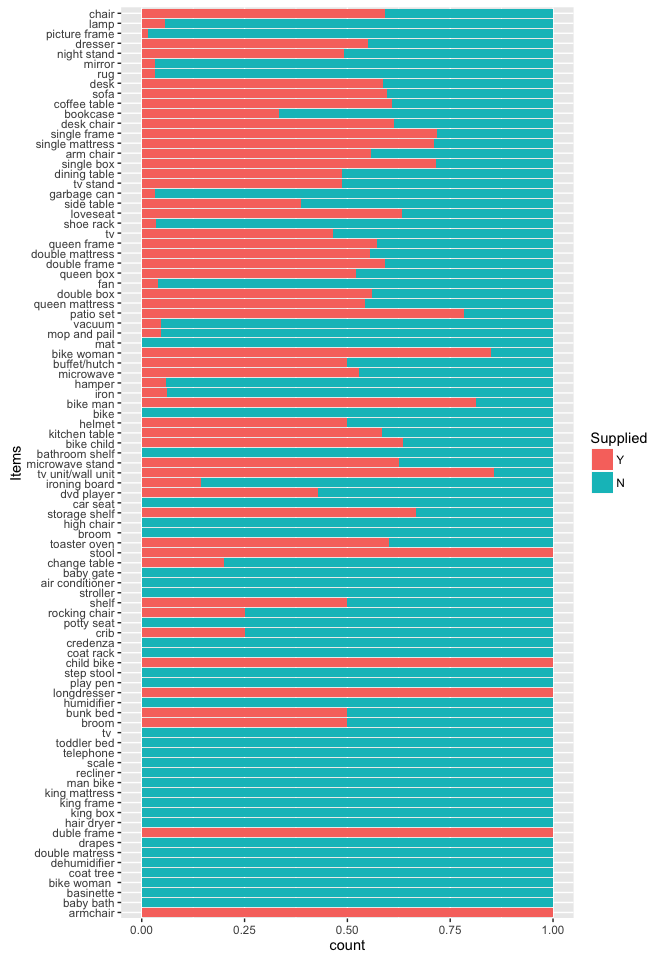 chair
lamp
picture frame
dresser
night stand
mirror
rug
desk
sofa
coffee table
bookcase
desk chair
single frame
single mattress
arm chair
single box
dining table
tv stand
garbage can
side table
loveseat
shoe rack
tv
queen frame
double mattress
double frame
queen box
fan
double box
queen mattress
patio set
vacuum
mop and pail
mat
bike woman
buffet/hutch
microwave
hamper
iron
bike man
bike
helmet
kitchen table
bike child
bathroom shelf
microwave stand
tv unit/wall unit
ironing board
dvd player
car seat
storage shelf
high chair
broom
toaster oven
stool
change table
baby gate
air conditioner
stroller
shelf
rocking chair
potty seat
crib
credenza
coat rack
child bike
step stool
play pen
longdresser
humidifier
bunk bed
broom
tv
toddler bed
telephone
scale
recliner
man bike
king mattress
king frame
king box
hair dryer
duble frame
drapes
double matress
dehumidifier
coat tree
bike woman
basinette
baby bath
armchair
Items
0.00 0.25 0.50 0.75 1.00
count
Supplied
Y
N